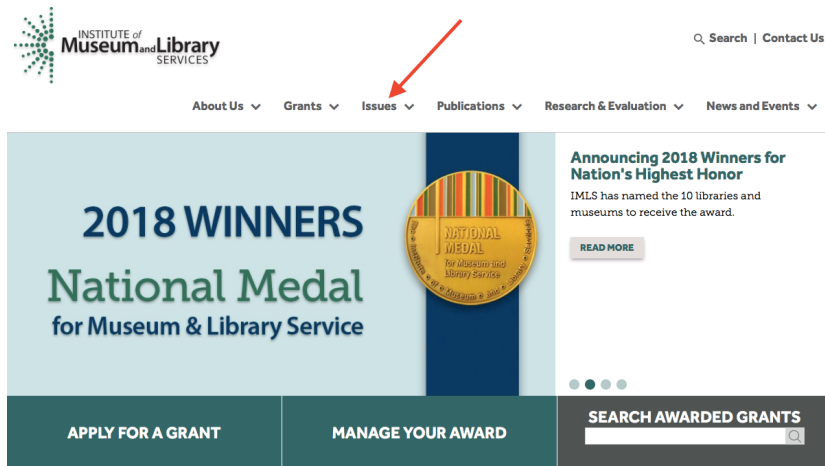 INSTITUTE of
Museum and Library
SERVICES
Search | Contact Us
About Us Grants Issues Publications Research & Evaluation News and Events
2018 WINNERS
National Medal
for Museum & Library Service
NATIONAL
MEDAL
for Museum and
Library Service
Announcing 2018 Winners for
Nation's Highest Honor
IMLS has named the 10 libraries and
museums to receive the award.
READ MORE
APPLY FOR A GRANT
MANAGE YOUR AWARD
SEARCH AWARDED GRANTS